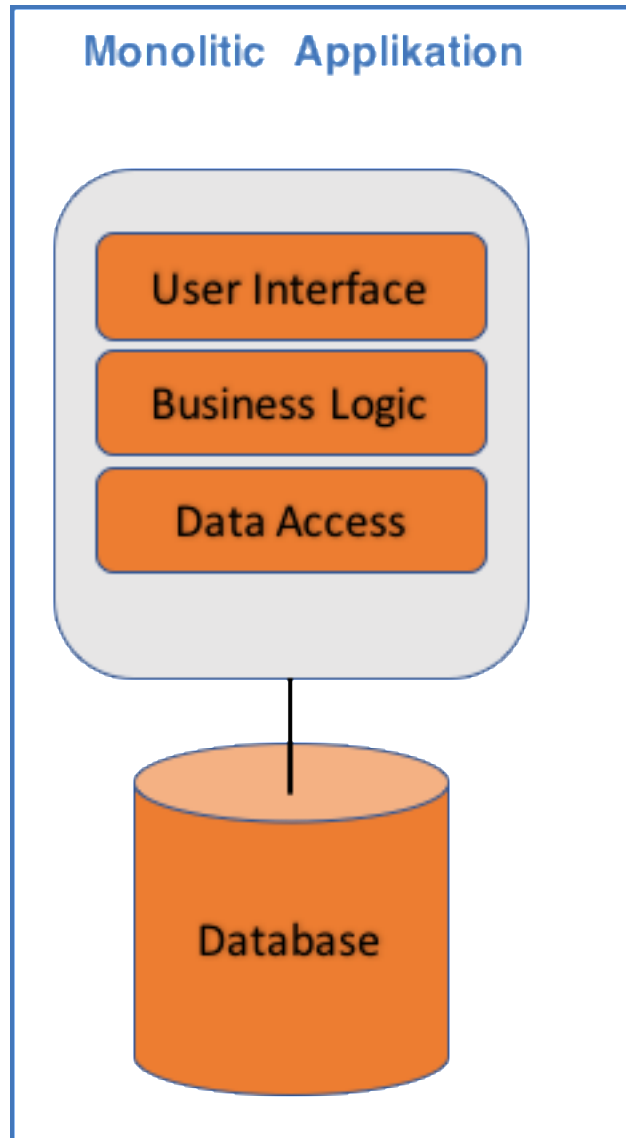 Monolitic Applikation
User Interface
Business Logic
Data Access
Database